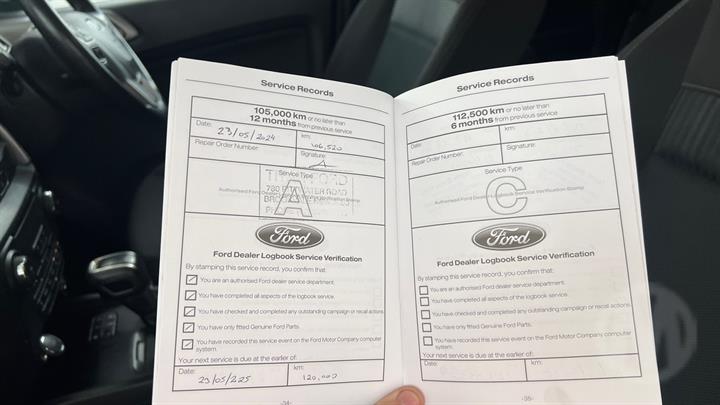 Service Records
105,000 km or no later than
12 months from previous service
Date: 23/05/2024
km: 106,520
Repair Order Number:
Signature:
Service Type
A
Authorised Ford Dealer Logbook Service Verification Stamp
Ford
Ford Dealer Logbook Service Verification
By stamping this service record, you confirm that:
You are an authorised Ford dealer service department.
You have completed all aspects of the logbook service.
You have checked and completed any outstanding campaign or recall actions.
You have only fitted Genuine Ford Parts.
You have recorded this service event on the Ford Motor Company computer
system.
Your next service is due at the earlier of:
Date: 23/05/225
km: 120,000
-34-
Service Records
112,500 km or no later than
6 months from previous service
Date:
km:
Repair Order Number:
Signature:
Service Type
C
Authorised Ford Dealer Logbook Service Verification Stamp
Ford
Ford Dealer Logbook Service Verification
By stamping this service record, you confirm that:
You are an authorised Ford dealer service department.
You have completed all aspects of the logbook service.
You have checked and completed any outstanding campaign or recall actions.
You have only fitted Genuine Ford Parts.
You have recorded this service event on the Ford Motor Company computer
system.
Your next service is due at the earlier of:
Date:
km:
-35-